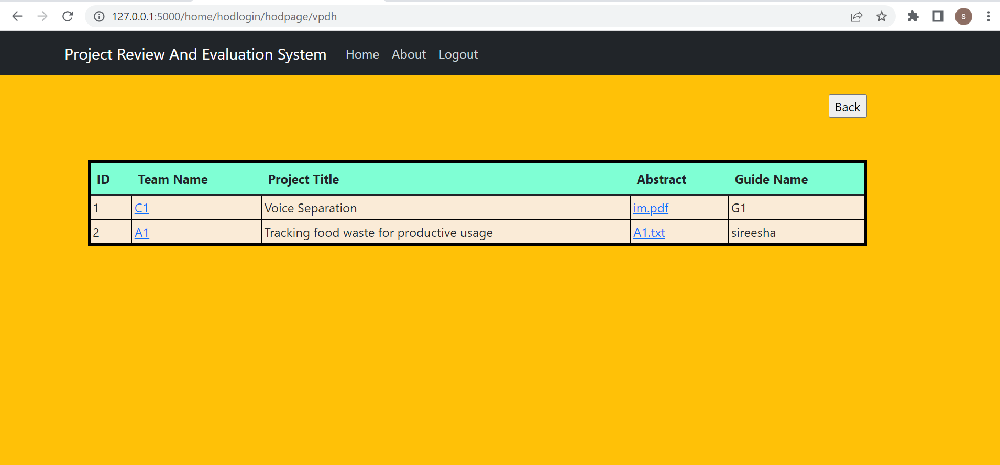 127.0.0.1:5000/home/hodlogin/hodpage/vpdh
S
Project Review And Evaluation System Home About Logout
Back
ID Team Name Project Title Abstract Guide Name
1 C1 Voice Separation im.pdf G1
2 A1 Tracking food waste for productive usage A1.txt sireesha